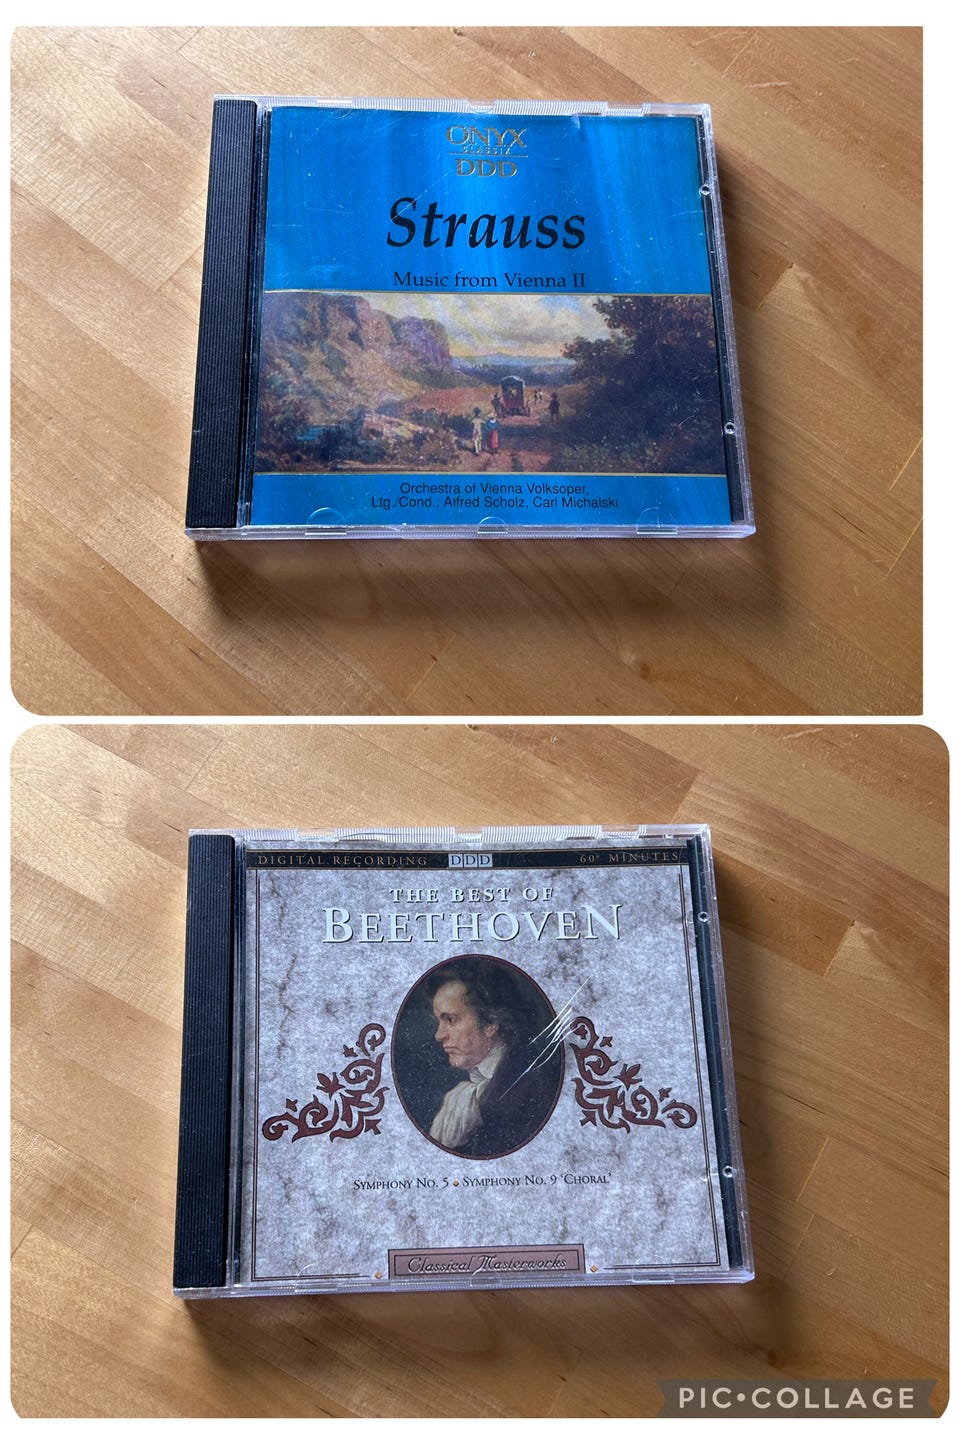 ONYX
CLASSIX
DDD
Strauss
Music from Vienna II
Orchestra of Vienna Volksoper,
Ltg./Cond.: Alfred Scholz, Carl Michalski
DIGITAL RECORDING DDD 60+ MINUTES
THE BEST OF
BEETHOVEN
SYMPHONY NO. 5 ⬥ SYMPHONY NO. 9 'CHORAL'
Classical Masterworks
PIC•COLLAGE